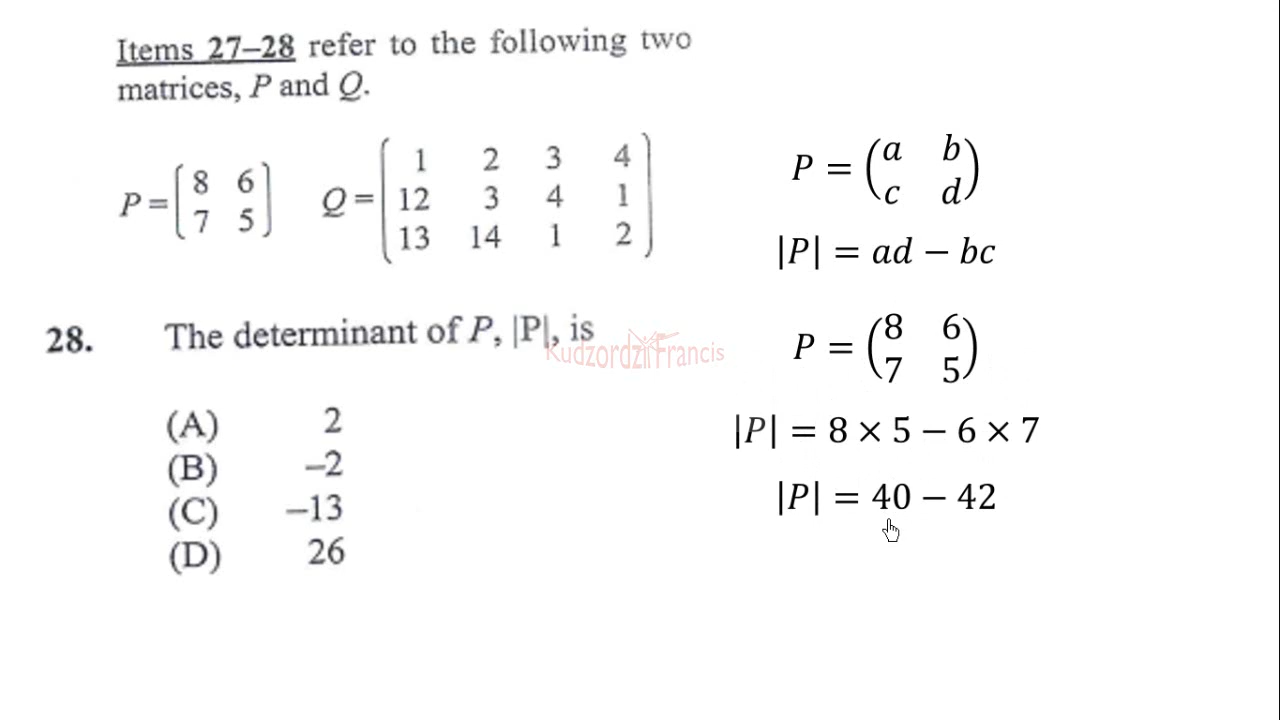 Items 27–28 refer to the following two
matrices, P and Q.
P = ( 8 6
7 5 )
Q = ( 1 2 3 4
12 3 4 1
13 14 1 2 )
28. The determinant of P, |P|, is
(A) 2
(B) –2
(C) –13
(D) 26
Kudzordzi Francis
P = ( a b
c d )
|P| = ad − bc
P = ( 8 6
7 5 )
|P| = 8 × 5 − 6 × 7
|P| = 40 − 42